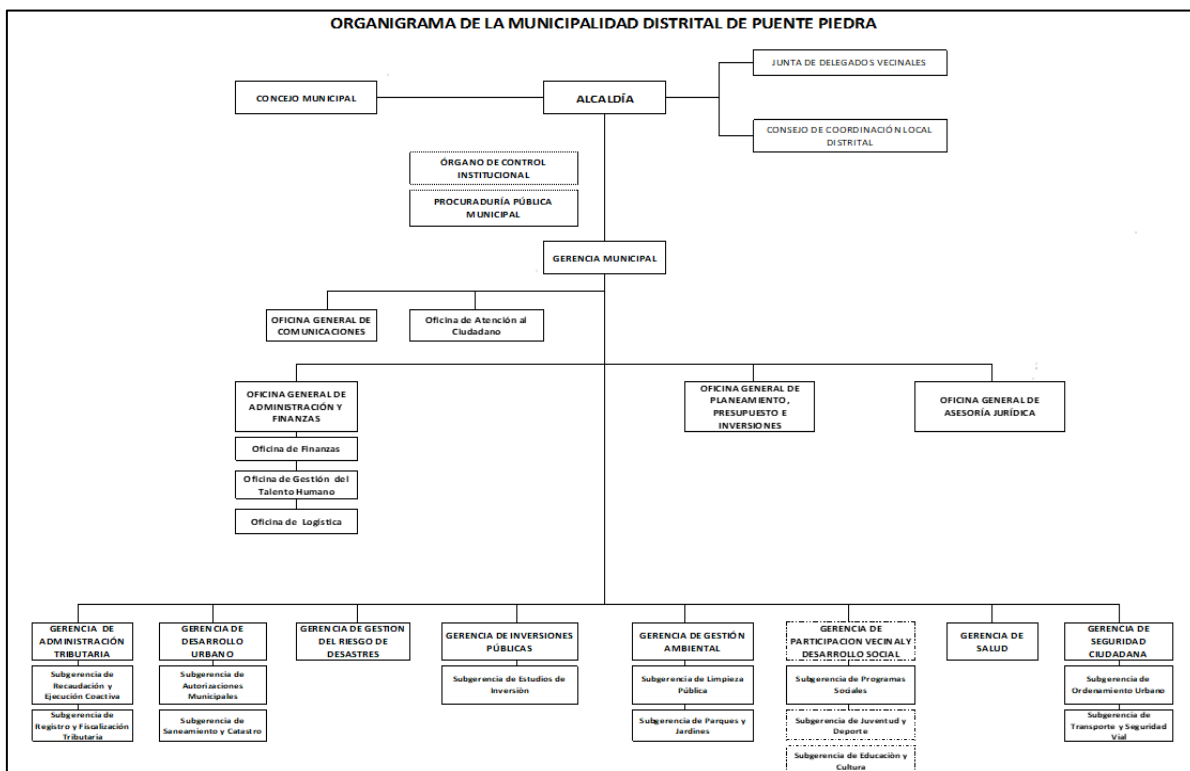 ORGANIGRAMA DE LA MUNICIPALIDAD DISTRITAL DE PUENTE PIEDRA
JUNTA DE DELEGADOS VECINALES
CONCEJO MUNICIPAL
ALCALDÍA
CONSEJO DE COORDINACIÓN LOCAL
DISTRITAL
ÓRGANO DE CONTROL
INSTITUCIONAL
PROCURADURÍA PÚBLICA
MUNICIPAL
GERENCIA MUNICIPAL
OFICINA GENERAL DE
COMUNICACIONES
Oficina de Atención al
Ciudadano
OFICINA GENERAL DE
ADMINISTRACIÓN Y
FINANZAS
OFICINA GENERAL DE
PLANEAMIENTO,
PRESUPUESTO E
INVERSIONES
OFICINA GENERAL DE
ASESORÍA JURÍDICA
Oficina de Finanzas
Oficina de Gestión del
Talento Humano
Oficina de Logística
GERENCIA DE
ADMINISTRACIÓN
TRIBUTARIA
GERENCIA DE
DESARROLLO
URBANO
GERENCIA DE GESTION
DEL RIESGO DE
DESASTRES
GERENCIA DE INVERSIONES
PÚBLICAS
GERENCIA DE GESTIÓN
AMBIENTAL
GERENCIA DE
PARTICIPACION VECINAL Y
DESARROLLO SOCIAL
GERENCIA DE
SALUD
GERENCIA DE
SEGURIDAD
CIUDADANA
Subgerencia de
Recaudación y
Ejecución Coactiva
Subgerencia de
Autorizaciones
Municipales
Subgerencia de Estudios de
Inversiòn
Subgerencia de Limpieza
Pública
Subgerencia de Programas
Sociales
Subgerencia de
Ordenamiento Urbano
Subgerencia de
Registro y Fiscalización
Tributaria
Subgerencia de
Saneamiento y Catastro
Subgerencia de Parques y
Jardines
Subgerencia de Juventud y
Deporte
Subgerencia de
Transporte y Seguridad
Vial
Subgerencia de Educaciòn y
Cultura